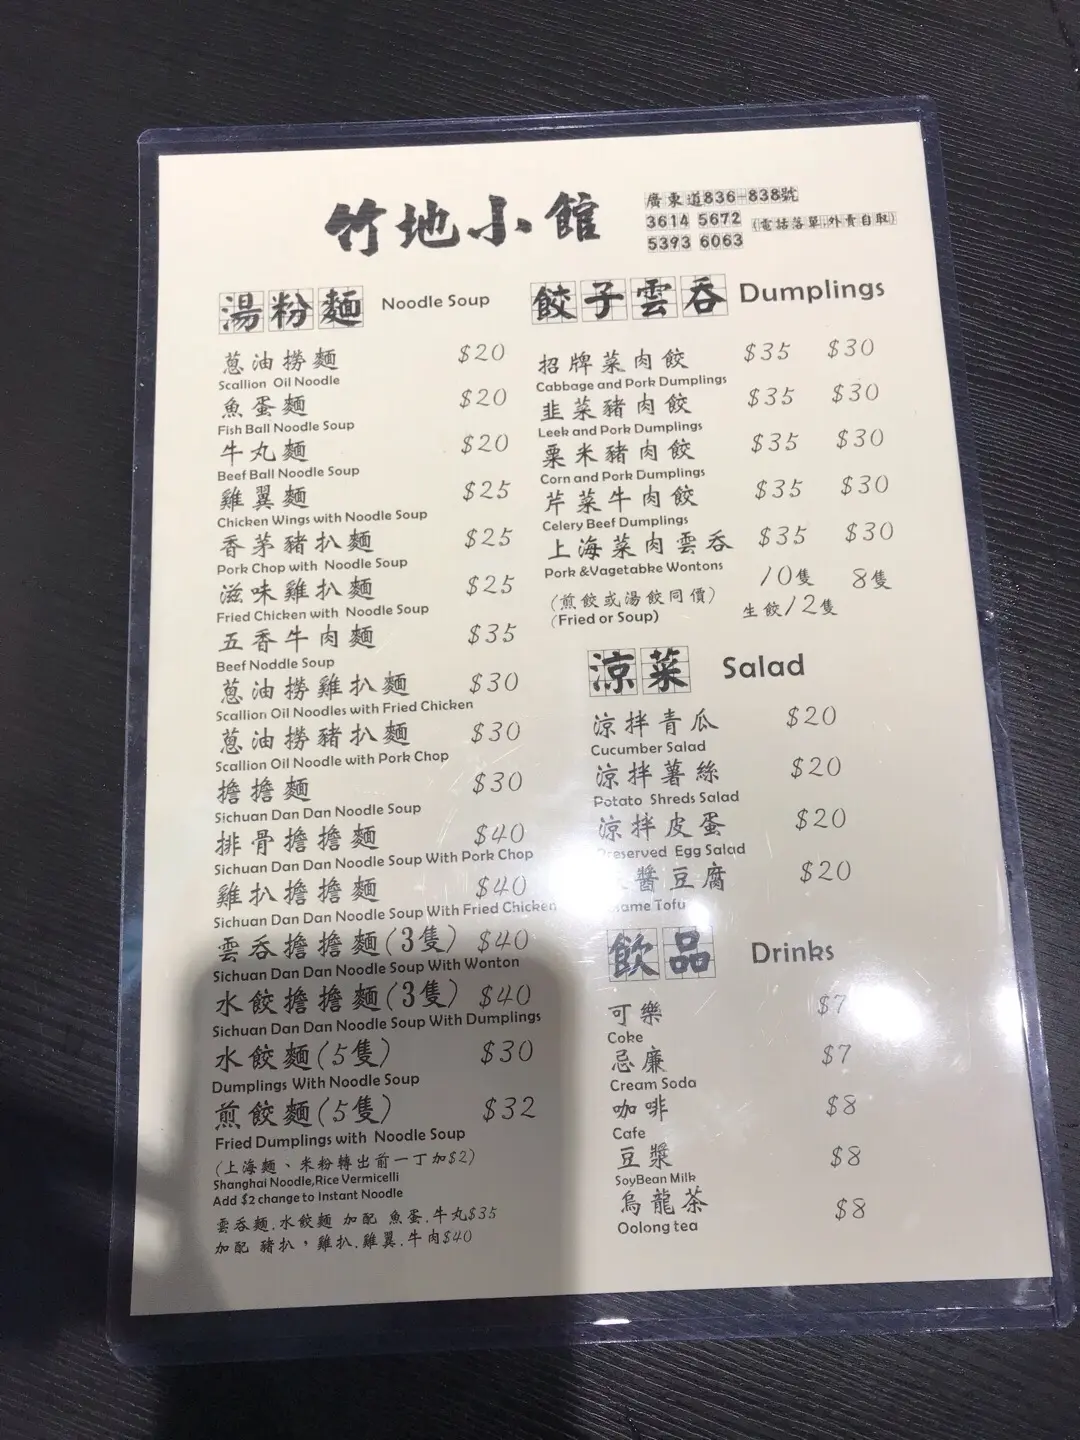 竹地小館
廣東道836-838號
3614 5672 (電話落單,外賣自取)
5393 6063
湯粉麵 Noodle Soup
蔥油撈麵 $20
Scallion Oil Noodle
魚蛋麵 $20
Fish Ball Noodle Soup
牛丸麵 $20
Beef Ball Noodle Soup
雞翼麵 $25
Chicken Wings with Noodle Soup
香茅豬扒麵 $25
Pork Chop with Noodle Soup
滋味雞扒麵 $25
Fried Chicken with Noodle Soup
五香牛肉麵 $35
Beef Noddle Soup
蔥油撈雞扒麵 $30
Scallion Oil Noodles with Fried Chicken
蔥油撈豬扒麵 $30
Scallion Oil Noodle with Pork Chop
擔擔麵 $30
Sichuan Dan Dan Noodle Soup
排骨擔擔麵 $40
Sichuan Dan Dan Noodle Soup With Pork Chop
雞扒擔擔麵 $40
Sichuan Dan Dan Noodle Soup With Fried Chicken
雲吞擔擔麵(3隻) $40
Sichuan Dan Dan Noodle Soup With Wonton
水餃擔擔麵(3隻) $40
Sichuan Dan Dan Noodle Soup With Dumplings
水餃麵(5隻) $30
Dumplings With Noodle Soup
煎餃麵(5隻) $32
Fried Dumplings with Noodle Soup
(上海麵、米粉轉出前一丁加$2)
Shanghai Noodle,Rice Vermicelli
Add $2 change to Instant Noodle
雲吞麵.水餃麵 加配 魚蛋.牛丸$35
加配 豬扒，雞扒.雞翼.牛肉$40
餃子雲吞 Dumplings
招牌菜肉餃 $35 $30
Cabbage and Pork Dumplings
韭菜豬肉餃 $35 $30
Leek and Pork Dumplings
粟米豬肉餃 $35 $30
Corn and Pork Dumplings
芹菜牛肉餃 $35 $30
Celery Beef Dumplings
上海菜肉雲吞 $35 $30
Pork &Vagetabke Wontons
(煎餃或湯餃同價) 10隻 8隻
(Fried or Soup) 生餃12隻
涼菜 Salad
涼拌青瓜 $20
Cucumber Salad
涼拌薯絲 $20
Potato Shreds Salad
涼拌皮蛋 $20
Preserved Egg Salad
醬豆腐 $20
Tofu
飲品 Drinks
可樂 $7
Coke
忌廉 $7
Cream Soda
咖啡 $8
Cafe
豆漿 $8
SoyBean Milk
烏龍茶 $8
Oolong tea